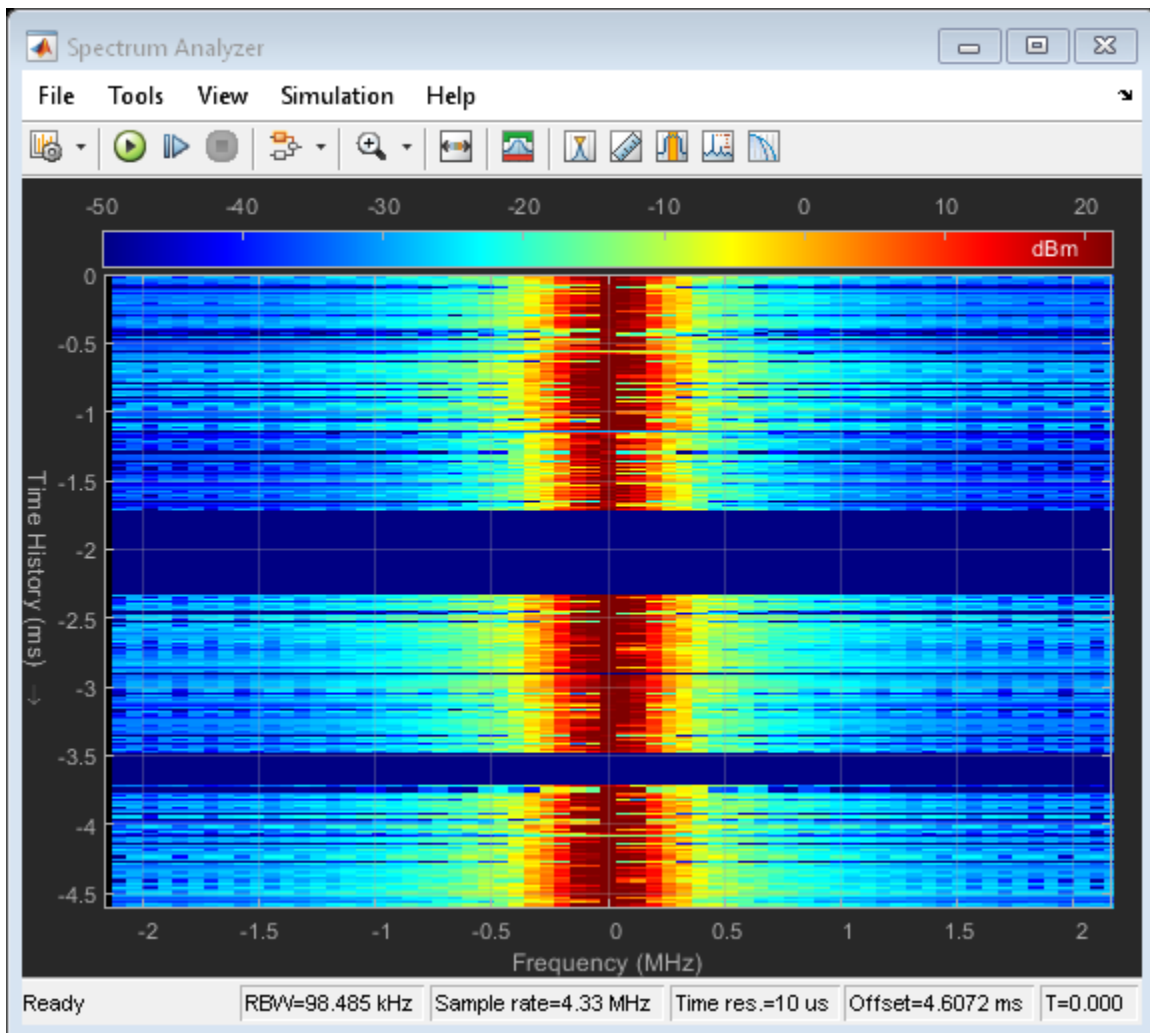 Spectrum Analyzer
File Tools View Simulation Help
-50 -40 -30 -20 -10 0 10 20
dBm
0
-0.5
-1
-1.5
-2
-2.5
-3
-3.5
-4
-4.5
Time History (ms) →
-2 -1.5 -1 -0.5 0 0.5 1 1.5 2
Frequency (MHz)
Ready RBW=98.485 kHz Sample rate=4.33 MHz Time res.=10 us Offset=4.6072 ms T=0.000